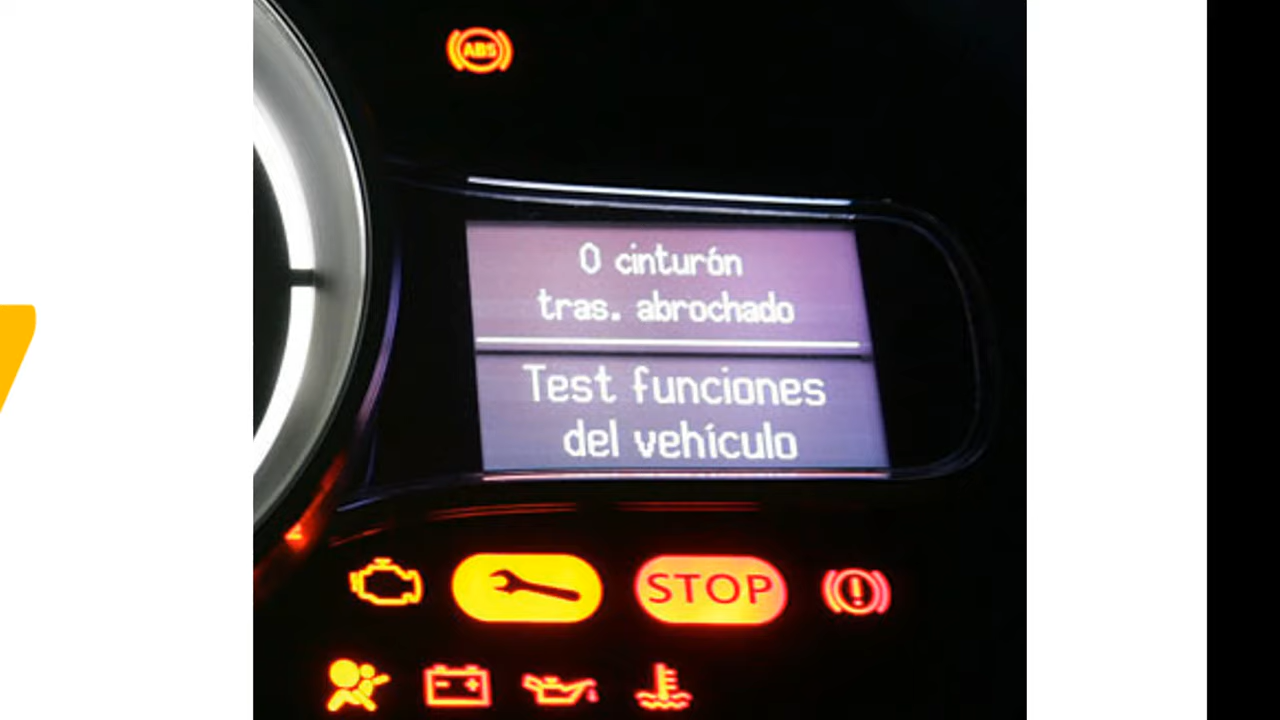 ABS
0 cinturón
tras. abrochado
Test funciones
del vehículo
STOP